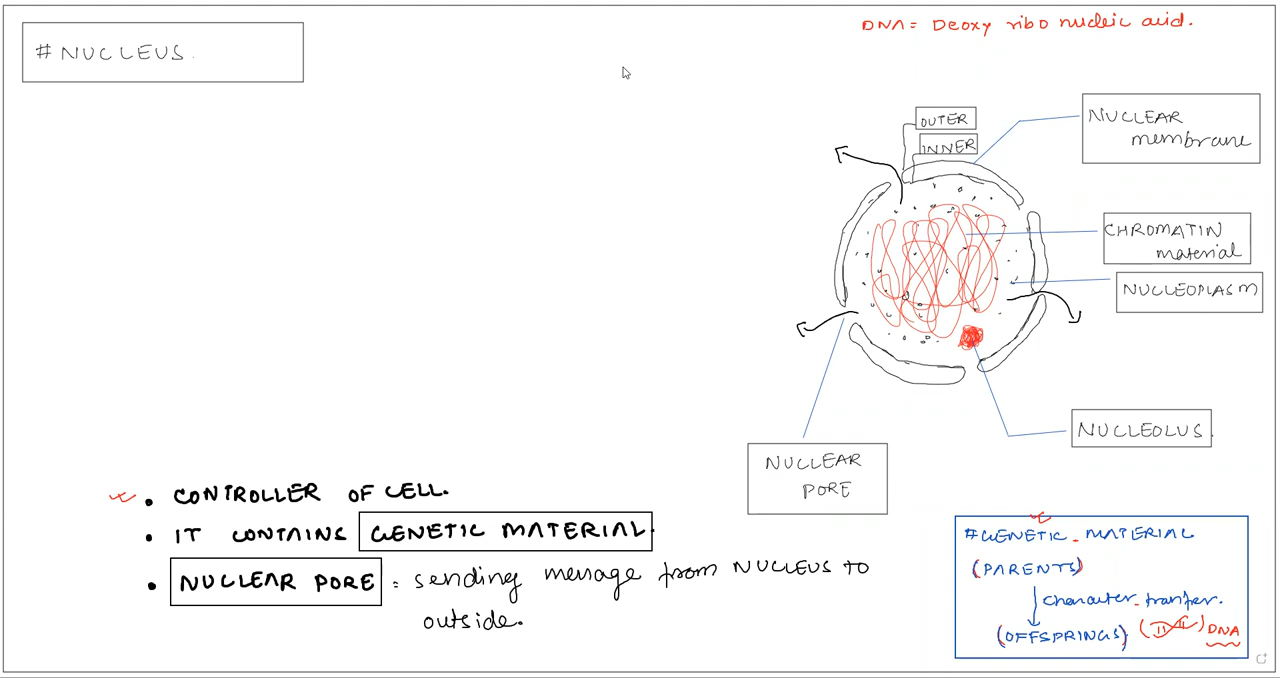 # NUCLEUS.
DNA = Deoxy ribo nucleic acid.
OUTER
INNER
NUCLEAR
membrane
CHROMATIN
material
NUCLEOPLASM
NUCLEOLUS.
NUCLEAR
PORE
• CONTROLLER OF CELL.
• IT CONTAINS GENETIC MATERIAL.
• NUCLEAR PORE = sending message from NUCLEUS TO
outside.
# GENETIC - MATERIAL
(PARENTS)
character - transfer.
(OFFSPRINGS) ( ) DNA